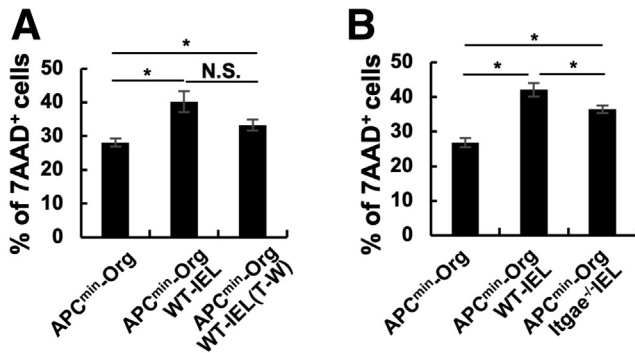 A
% of 7AAD⁺ cells
50
40
30
20
10
0
*
*
N.S.
APCᵐⁱⁿ-Org
APCᵐⁱⁿ-Org
WT-IEL
APCᵐⁱⁿ-Org
WT-IEL(T-W)
B
% of 7AAD⁺ cells
50
40
30
20
10
0
*
*
*
APCᵐⁱⁿ-Org
APCᵐⁱⁿ-Org
WT-IEL
APCᵐⁱⁿ-Org
Itgae⁻/⁻IEL